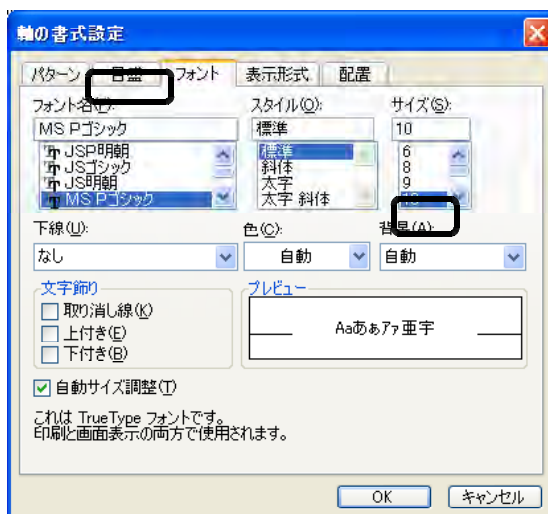 軸の書式設定
パターン 目盛 フォント 表示形式 配置
フォント名(F): スタイル(O): サイズ(S):
MS Pゴシック 標準 10
JSP明朝 標準 6
JSゴシック 斜体 8
JS明朝 太字 9
MS Pゴシック 太字 斜体 10
下線(U): 色(C): 背景(A):
なし 自動 自動
文字飾り プレビュー
取り消し線(K)
上付き(E)
下付き(B)
Aaあぁアァ亜宇
自動サイズ調整(T)
これは TrueType フォントです。
印刷と画面表示の両方で使用されます。
OK キャンセル